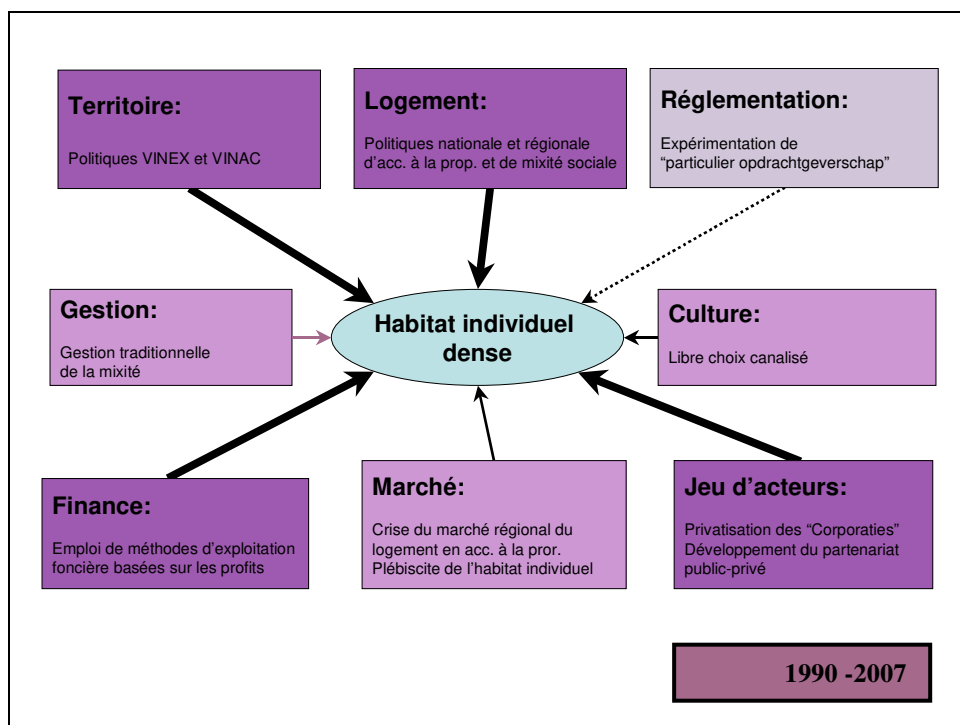 Territoire:
Politiques VINEX et VINAC
Logement:
Politiques nationale et régionale
d’acc. à la prop. et de mixité sociale
Réglementation:
Expérimentation de
“particulier opdrachtgeverschap”
Gestion:
Gestion traditionnelle
de la mixité
Habitat individuel
dense
Culture:
Libre choix canalisé
Finance:
Emploi de méthodes d’exploitation
foncière basées sur les profits
Marché:
Crise du marché régional du
logement en acc. à la pror.
Plébiscite de l’habitat individuel
Jeu d’acteurs:
Privatisation des “Corporaties”
Développement du partenariat
public-privé
1990 -2007